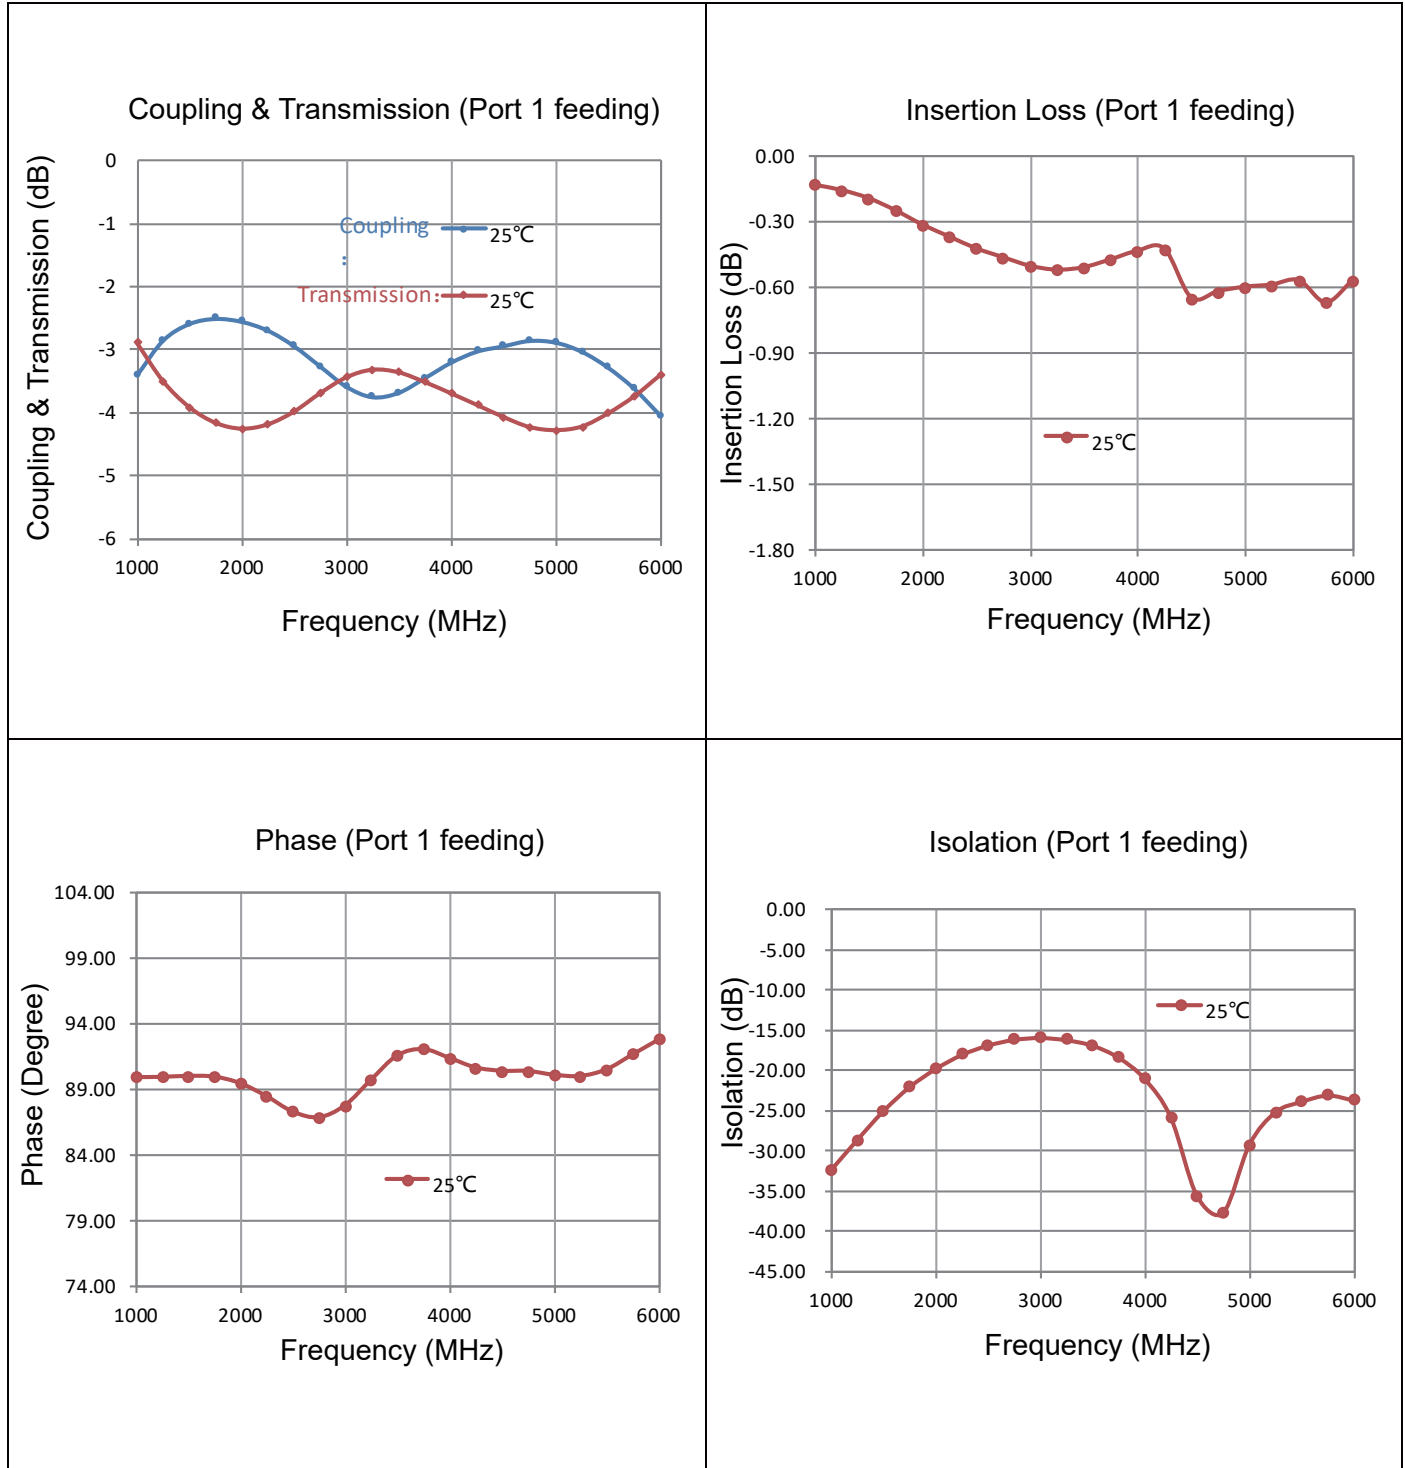 Coupling & Transmission (Port 1 feeding)
Coupling & Transmission (dB)
0
-1
-2
-3
-4
-5
-6
Coupling
:
25℃
Transmission:
25℃
1000 2000 3000 4000 5000 6000
Frequency (MHz)
Insertion Loss (Port 1 feeding)
Insertion Loss (dB)
0.00
-0.30
-0.60
-0.90
-1.20
-1.50
-1.80
25℃
1000 2000 3000 4000 5000 6000
Frequency (MHz)
Phase (Port 1 feeding)
Phase (Degree)
104.00
99.00
94.00
89.00
84.00
79.00
74.00
25℃
1000 2000 3000 4000 5000 6000
Frequency (MHz)
Isolation (Port 1 feeding)
Isolation (dB)
0.00
-5.00
-10.00
-15.00
-20.00
-25.00
-30.00
-35.00
-40.00
-45.00
25℃
1000 2000 3000 4000 5000 6000
Frequency (MHz)